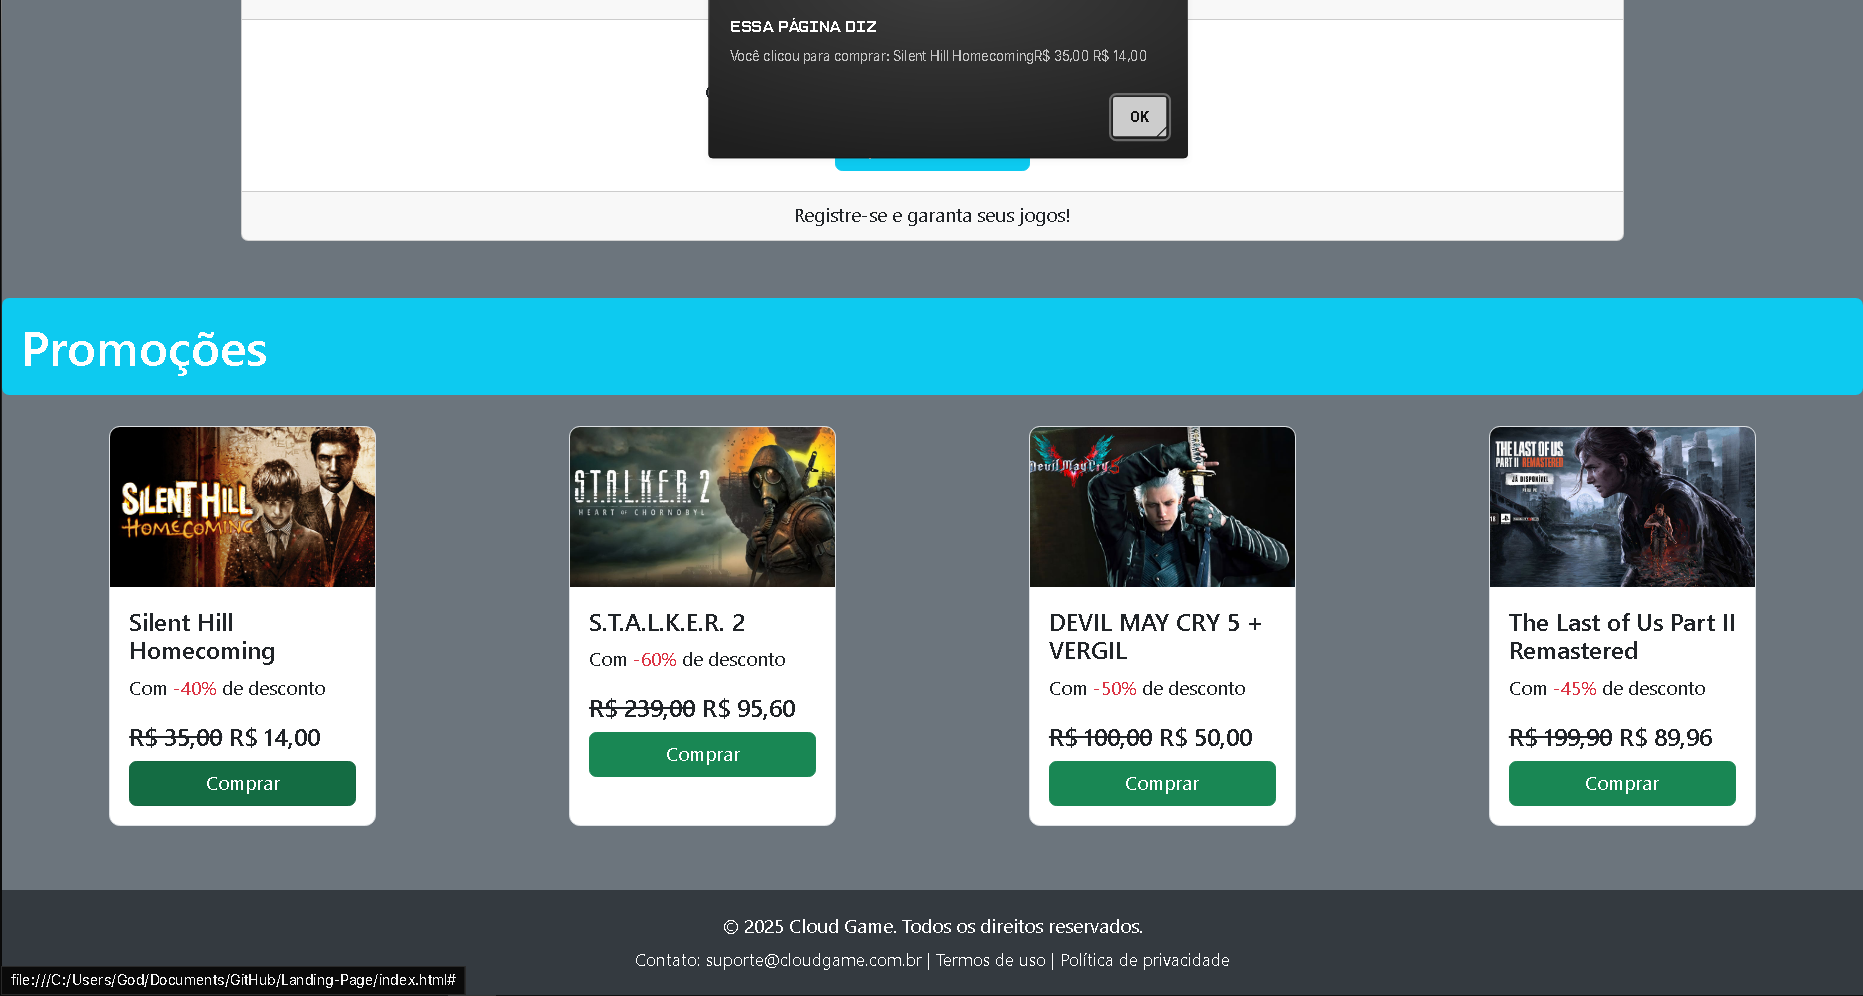 ESSA PÁGINA DIZ
Você clicou para comprar: Silent Hill HomecomingR$ 35,00 R$ 14,00
OK
Registre-se e garanta seus jogos!
Promoções
SILENT HILL
HOMECOMING
S.T.A.L.K.E.R. 2
HEART OF CHORNOBYL
Devil May Cry 5
THE LAST OF US
PART II REMASTERED
JÁ DISPONÍVEL
Silent Hill
Homecoming
Com -40% de desconto
R$ 35,00 R$ 14,00
Comprar
S.T.A.L.K.E.R. 2
Com -60% de desconto
R$ 239,00 R$ 95,60
Comprar
DEVIL MAY CRY 5 +
VERGIL
Com -50% de desconto
R$ 100,00 R$ 50,00
Comprar
The Last of Us Part II
Remastered
Com -45% de desconto
R$ 199,90 R$ 89,96
Comprar
© 2025 Cloud Game. Todos os direitos reservados.
Contato: suporte@cloudgame.com.br | Termos de uso | Política de privacidade
file:///C:/Users/God/Documents/GitHub/Landing-Page/index.html#